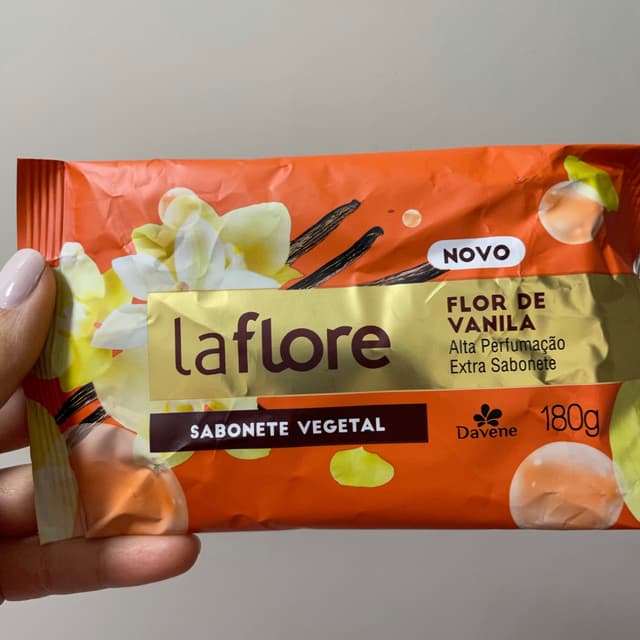 NOVO
laflore
FLOR DE
VANILA
Alta Perfumação
Extra Sabonete
SABONETE VEGETAL
Davene
180g